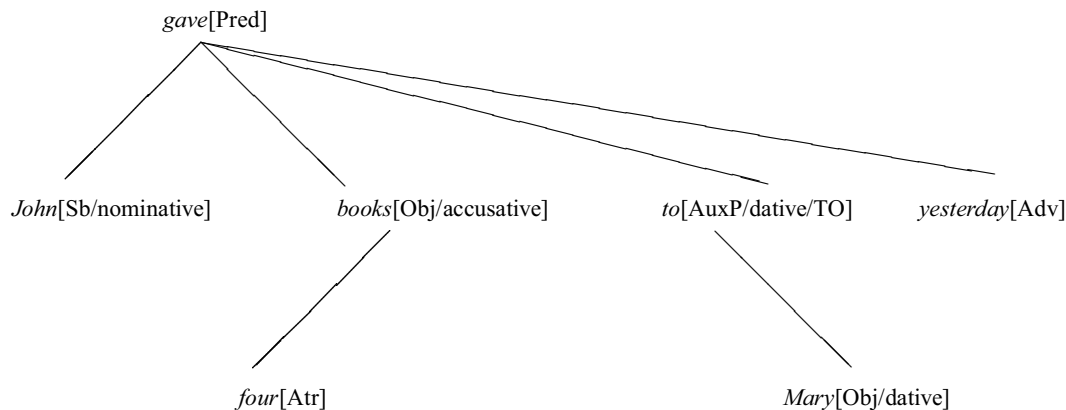 gave[Pred]
John[Sb/nominative] books[Obj/accusative] to[AuxP/dative/TO] yesterday[Adv]
four[Atr] Mary[Obj/dative]